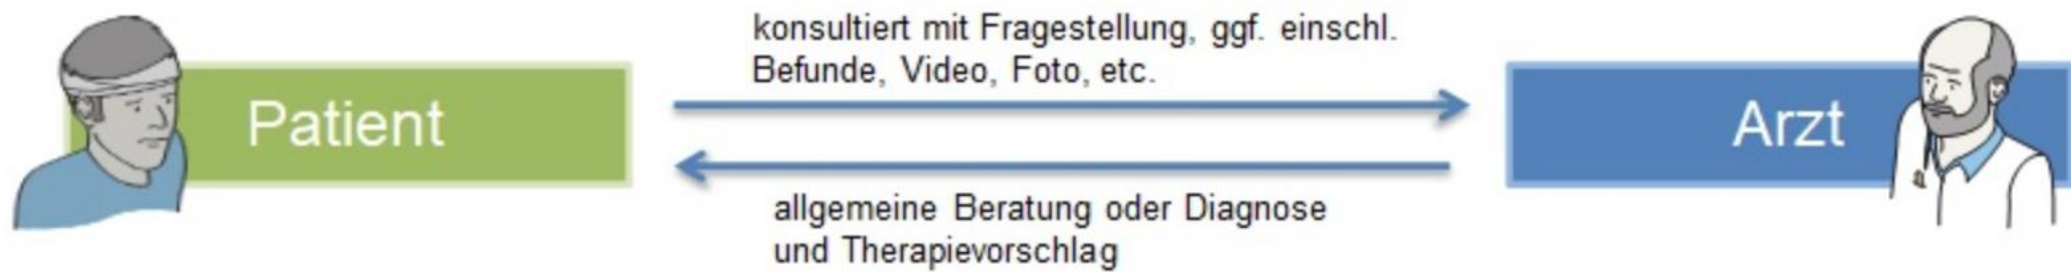 konsultiert mit Fragestellung, ggf. einschl.
Befunde, Video, Foto, etc.
Patient
Arzt
allgemeine Beratung oder Diagnose
und Therapievorschlag